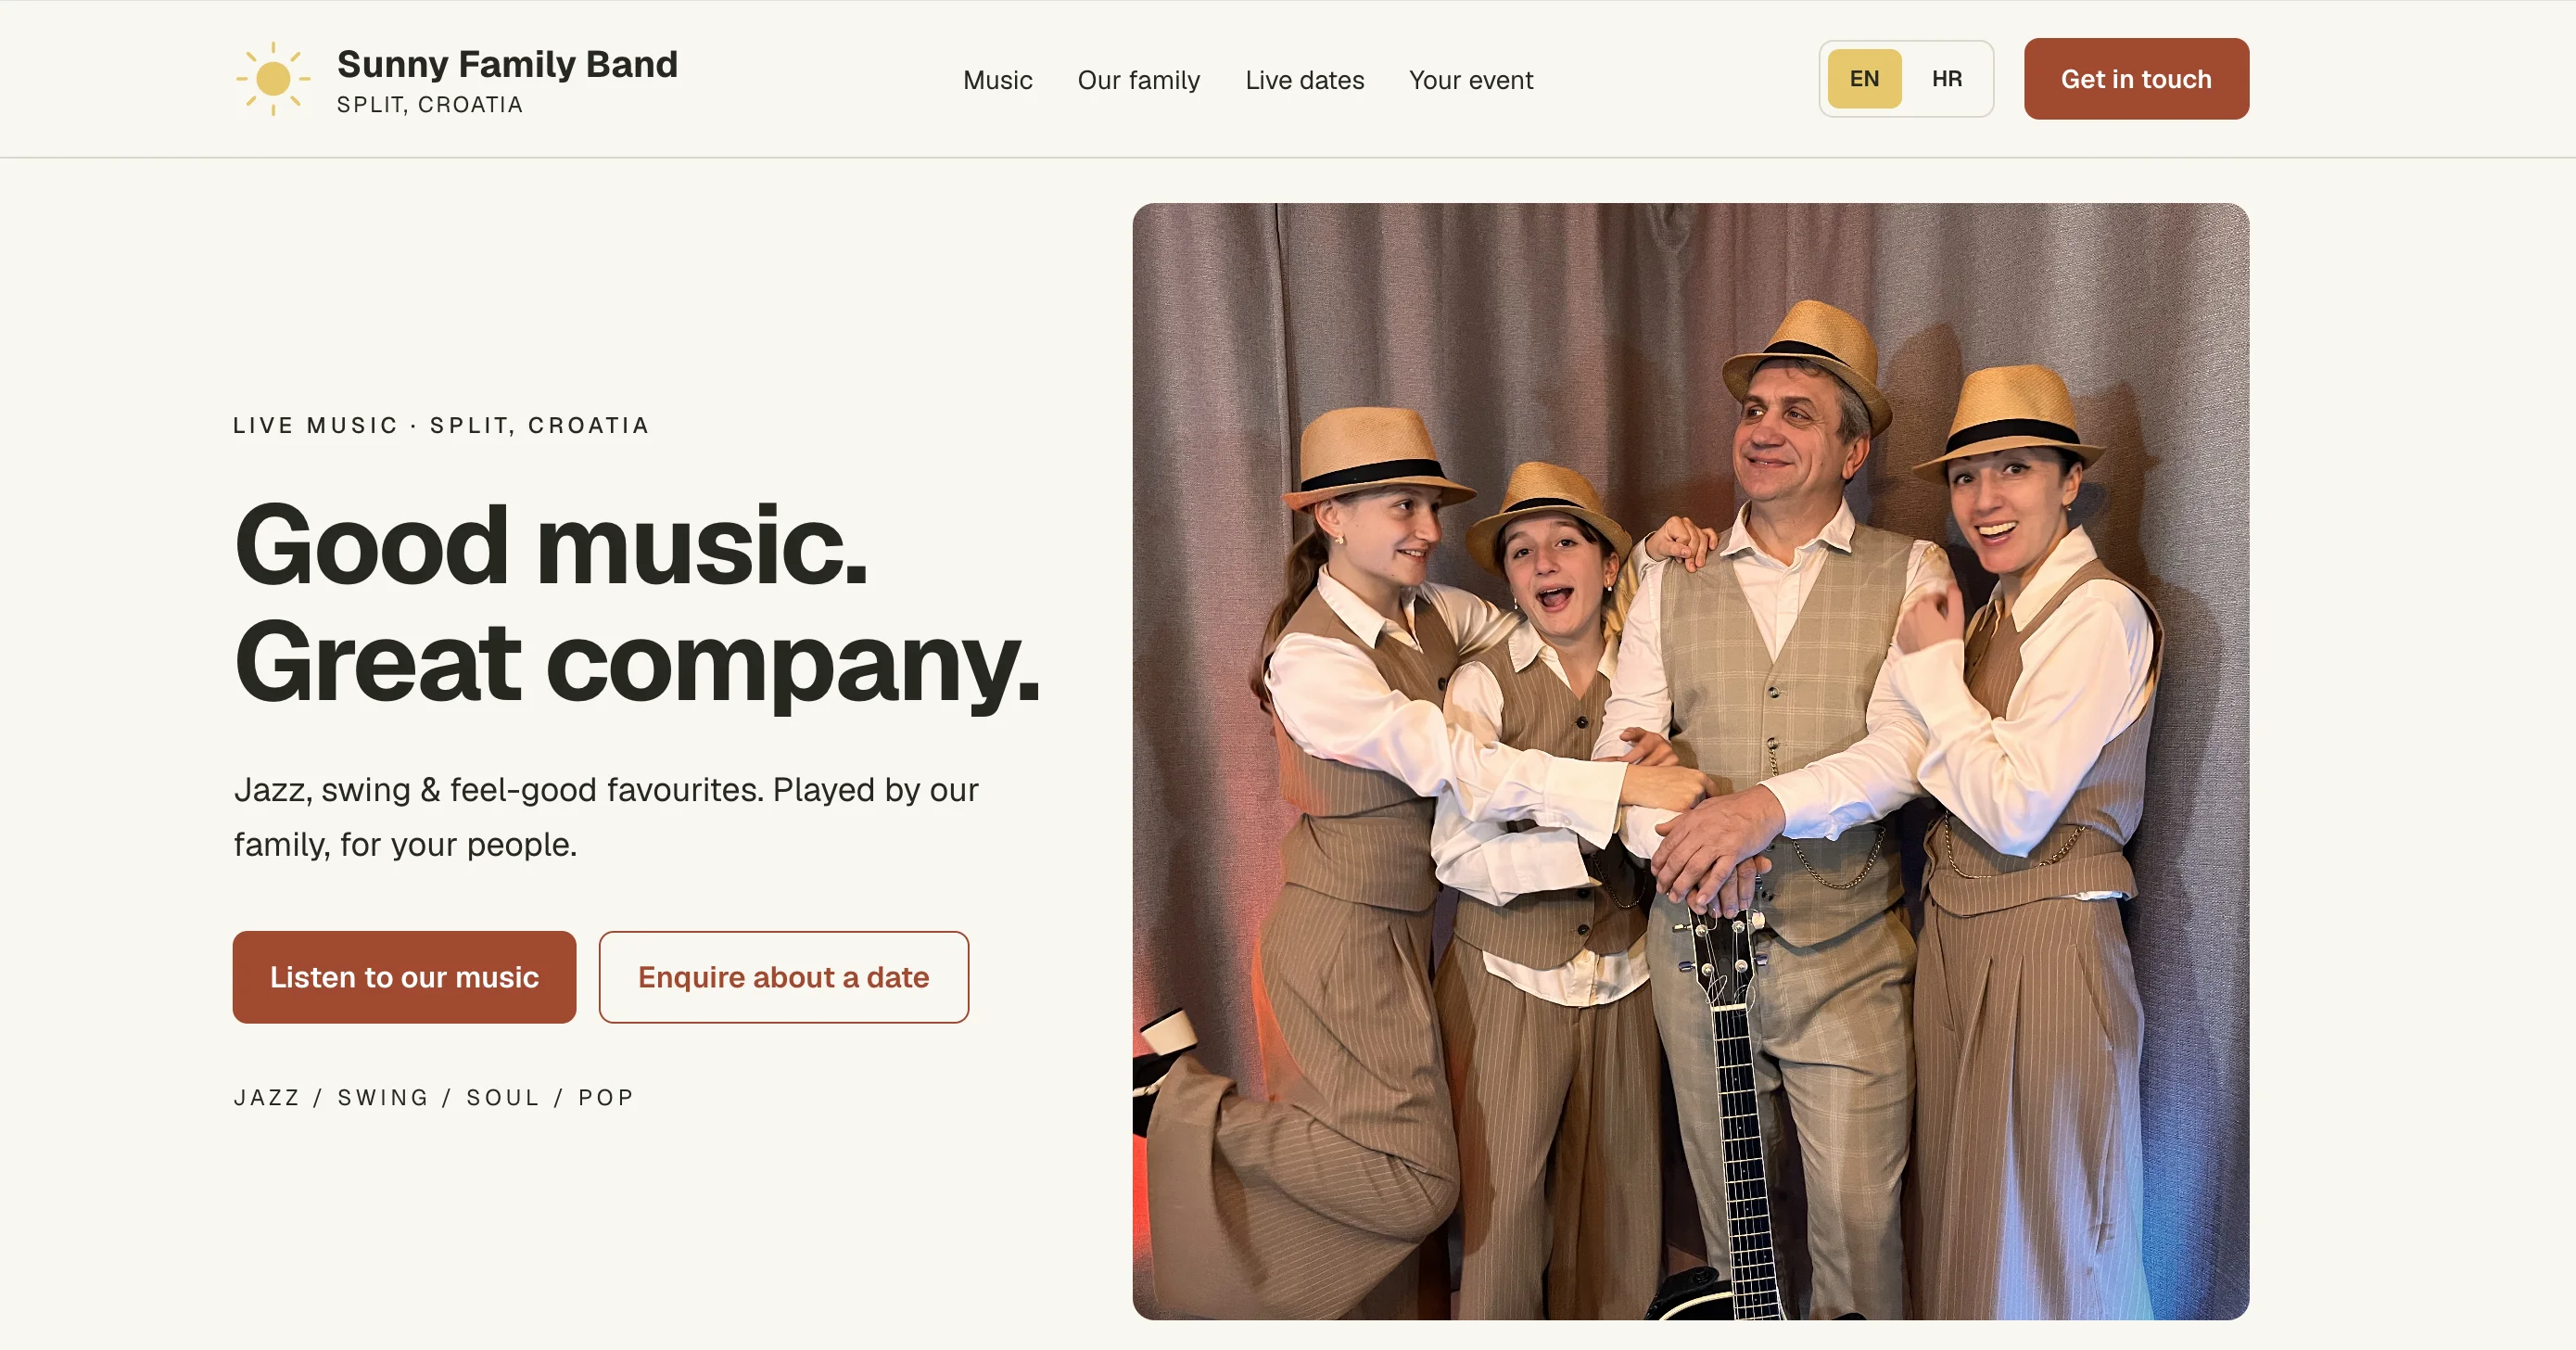 Sunny Family Band
SPLIT, CROATIA
Music
Our family
Live dates
Your event
EN
HR
Get in touch
LIVE MUSIC · SPLIT, CROATIA
Good music.
Great company.
Jazz, swing & feel-good favourites. Played by our
family, for your people.
Listen to our music
Enquire about a date
JAZZ / SWING / SOUL / POP